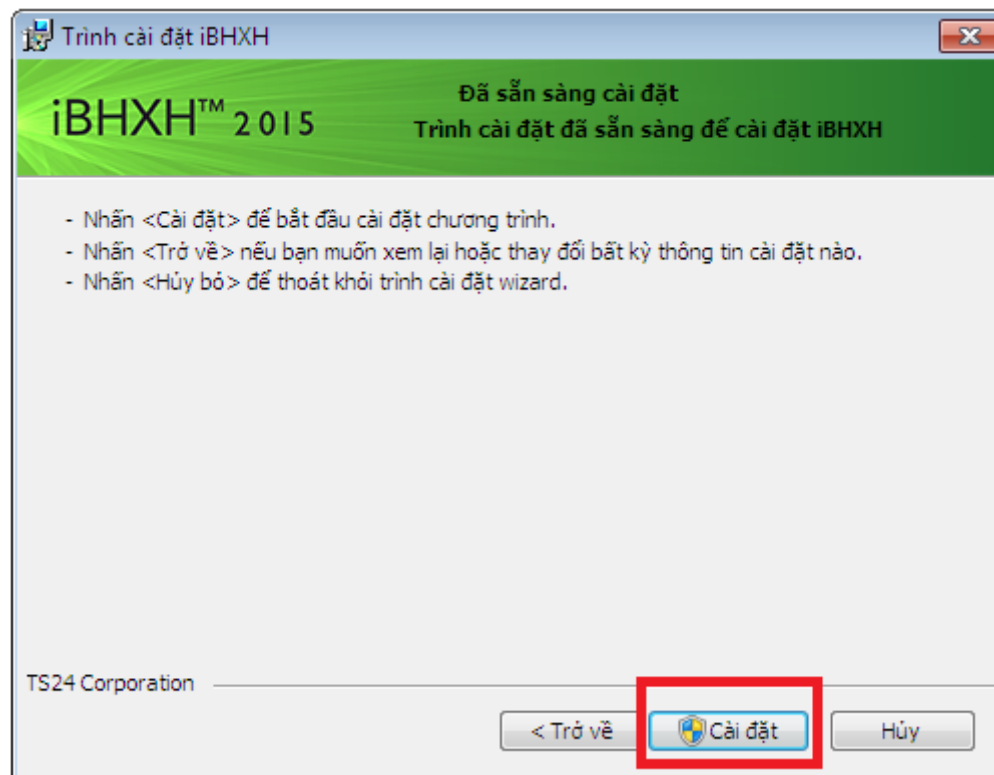 Trình cài đặt iBHXH
iBHXH™ 2015
Đã sẵn sàng cài đặt
Trình cài đặt đã sẵn sàng để cài đặt iBHXH
- Nhấn <Cài đặt> để bắt đầu cài đặt chương trình.
- Nhấn <Trở về> nếu bạn muốn xem lại hoặc thay đổi bất kỳ thông tin cài đặt nào.
- Nhấn <Hủy bỏ> để thoát khỏi trình cài đặt wizard.
TS24 Corporation
< Trở về
Cài đặt
Hủy